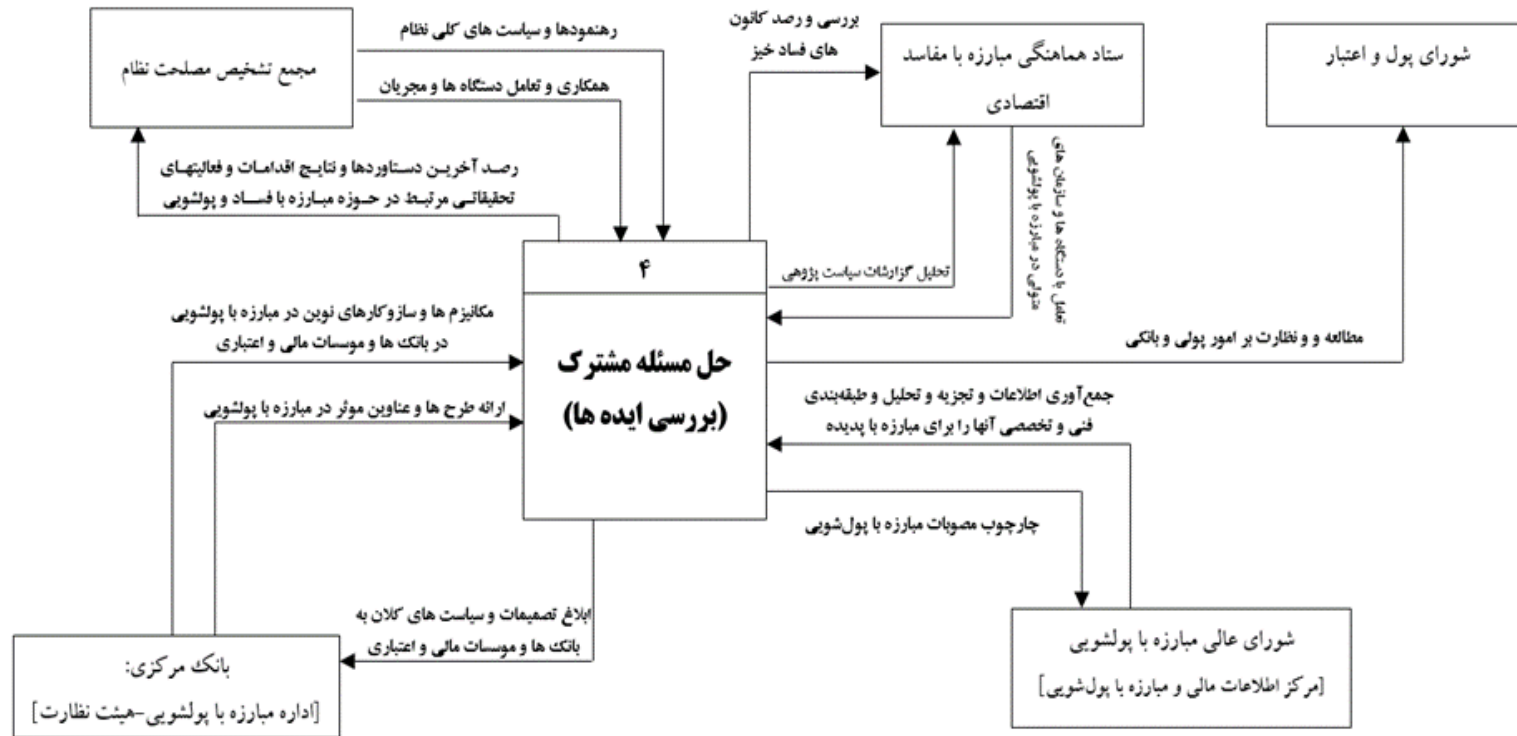 مجمع تشخیص مصلحت نظام
رهنمودها و سیاست های کلی نظام
همکاری و تعامل دستگاه ها و مجریان
رصد آخرین دستاوردها و نتایج اقدامات و فعالیتهای
تحقیقاتی مرتبط در حوزه مبارزه با فساد و پولشویی
بررسی و رصد کانون
های فساد خیز
ستاد هماهنگی مبارزه با مفاسد
اقتصادی
شورای پول و اعتبار
تعامل با دستگاه ها و سازمان های
متولی در مبارزه با پولشویی
تحلیل گزارشات سیاست پژوهی
۴
حل مسئله مشترک
(بررسی ایده ها)
مکانیزم ها و سازوکارهای نوین در مبارزه با پولشویی
در بانک ها و موسسات مالی و اعتباری
ارائه طرح ها و عناوین موثر در مبارزه با پولشویی
مطالعه و و نظارت بر امور پولی و بانکی
جمع‌آوری اطلاعات و تجزیه و تحلیل و طبقه‌بندی
فنی و تخصصی آنها را برای مبارزه با پدیده
چارچوب مصوبات مبارزه با پول‌شویی
ابلاغ تصمیمات و سیاست های کلان به
بانک ها و موسسات مالی و اعتباری
بانک مرکزی:
[اداره مبارزه با پولشویی-هیئت نظارت]
شورای عالی مبارزه با پولشویی
[مرکز اطلاعات مالی و مبارزه با پول‌شویی]